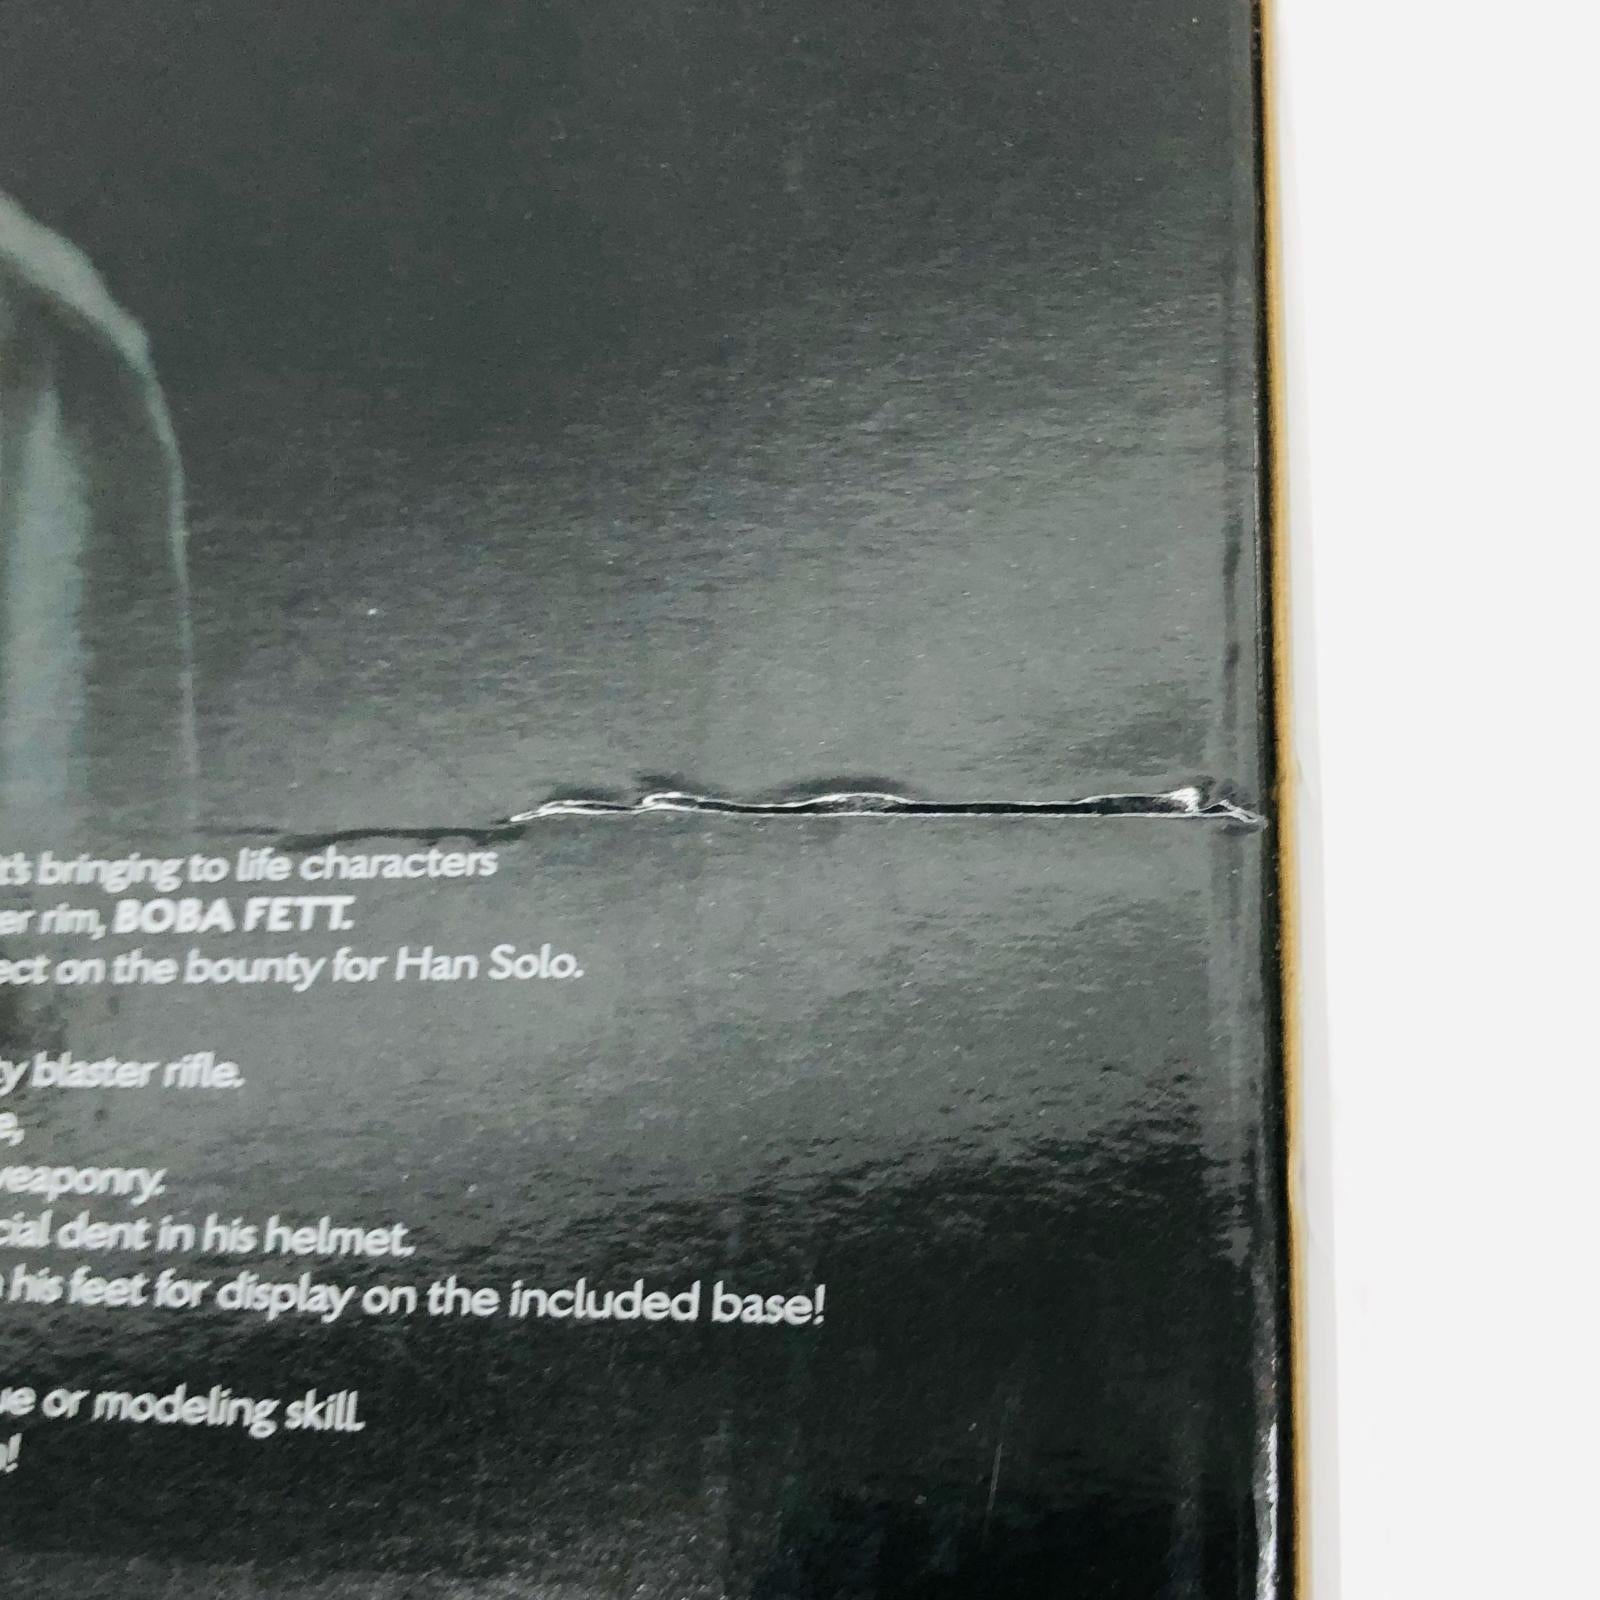 t's bringing to life characters
er rim, BOBA FETT.
ect on the bounty for Han Solo.
ty blaster rifle.
e,
weaponry.
cial dent in his helmet.
his feet for display on the included base!
ue or modeling skill.